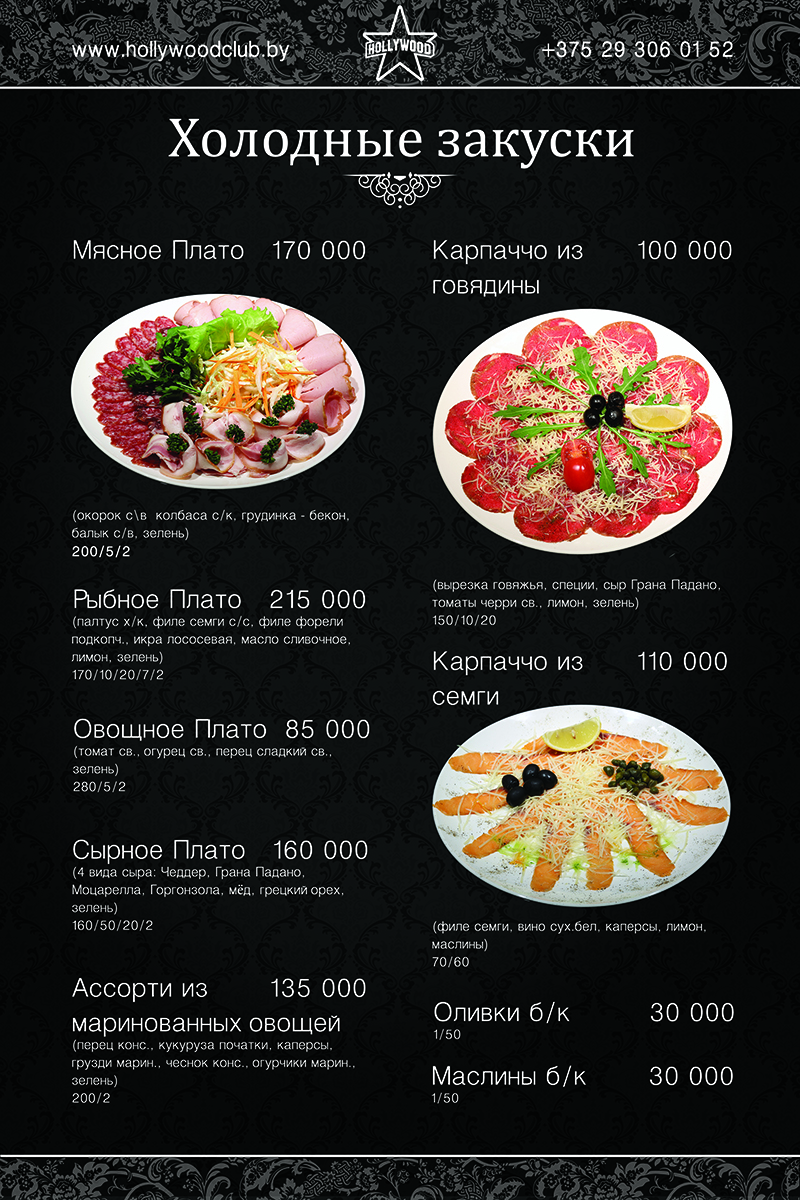 www.hollywoodclub.by
HOLLYWOOD
+375 29 306 01 52
Холодные закуски
Мясное Плато 170 000
(окорок с\в колбаса с/к, грудинка - бекон,
балык с/в, зелень)
200/5/2
Рыбное Плато 215 000
(палтус х/к, филе семги с/с, филе форели
подкопч., икра лососевая, масло сливочное,
лимон, зелень)
170/10/20/7/2
Овощное Плато 85 000
(томат св., огурец св., перец сладкий св.,
зелень)
280/5/2
Сырное Плато 160 000
(4 вида сыра: Чеддер, Грана Падано,
Моцарелла, Горгонзола, мёд, грецкий орех,
зелень)
160/50/20/2
Ассорти из 135 000
маринованных овощей
(перец конс., кукуруза початки, каперсы,
грузди марин., чеснок конс., огурчики марин.,
зелень)
200/2
Карпаччо из 100 000
говядины
(вырезка говяжья, специи, сыр Грана Падано,
томаты черри св., лимон, зелень)
150/10/20
Карпаччо из 110 000
семги
(филе семги, вино сух.бел, каперсы, лимон,
маслины)
70/60
Оливки б/к 30 000
1/50
Маслины б/к 30 000
1/50